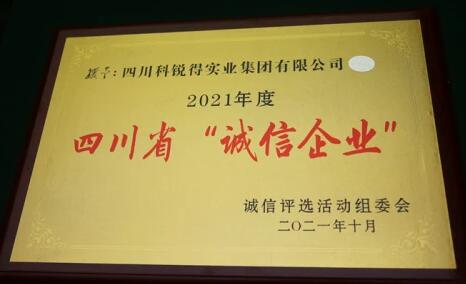 授予：四川科锐得实业集团有限公司
2021年度
四川省“诚信企业”
诚信评选活动组委会
二〇二一年十月